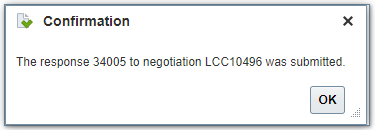 Confirmation
The response 34005 to negotiation LCC10496 was submitted.
OK